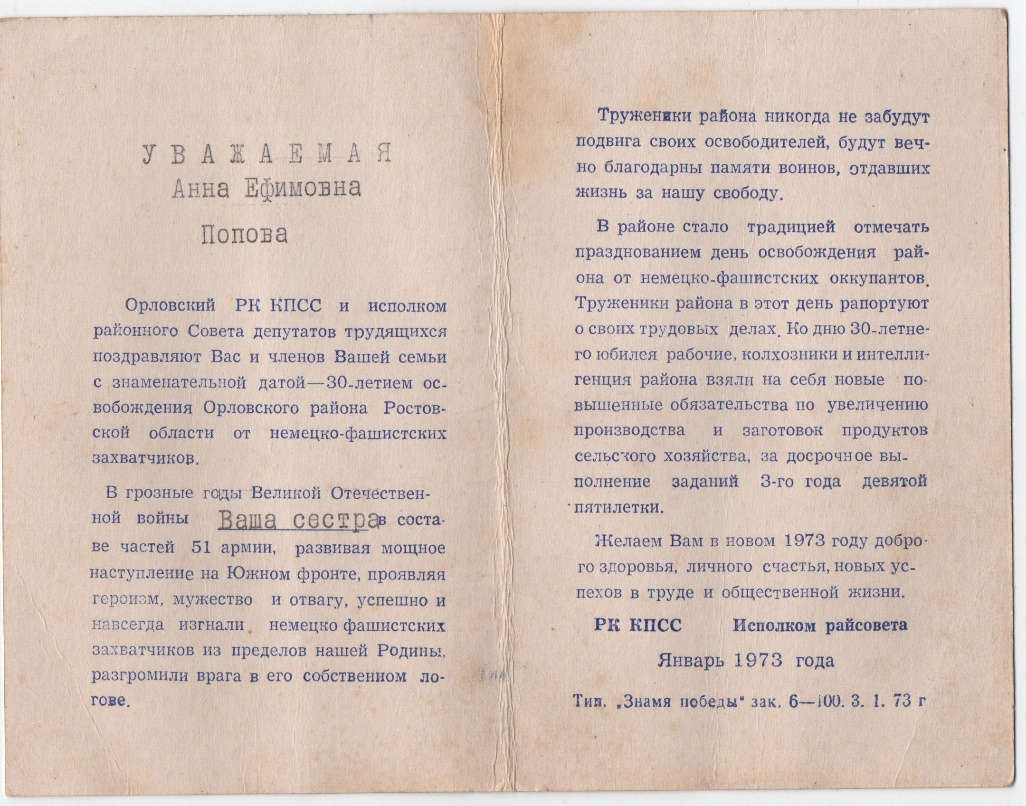 УВАЖАЕМАЯ
Анна Ефимовна
Попова
Орловский РК КПСС и исполком
районного Совета депутатов трудящихся
поздравляют Вас и членов Вашей семьи
с знаменательной датой—30-летием ос-
вобождения Орловского района Ростов-
ской области от немецко-фашистских
захватчиков.
В грозные годы Великой Отечествен-
ной войны Ваша сестра в соста-
ве частей 51 армии, развивая мощное
наступление на Южном фронте, проявляя
героизм, мужество и отвагу, успешно и
навсегда изгнали немецко фашистских
захватчиков из пределов нашей Родины,
разгромили врага в его собственном ло-
гове.
Труженики района никогда не забудут
подвига своих освободителей, будут веч-
но благодарны памяти воинов, отдавших
жизнь за нашу свободу.
В районе стало традицией отмечать
празднованием день освобождения рай-
она от немецко-фашистских оккупантов.
Труженики района в этот день рапортуют
о своих трудовых делах. Ко дню 30-летне-
го юбилея рабочие, колхозники и интелли-
генция района взяли на себя новые по-
вышенные обязательства по увеличению
производства и заготовок продуктов
сельского хозяйства, за досрочное вы-
полнение заданий 3-го года девятой
пятилетки.
Желаем Вам в новом 1973 году добро-
го здоровья, личного счастья, новых ус-
пехов в труде и общественной жизни.
РК КПСС Исполком райсовета
Январь 1973 года
Тип. „Знамя победы" зак. 6—100. 3. 1. 73 г